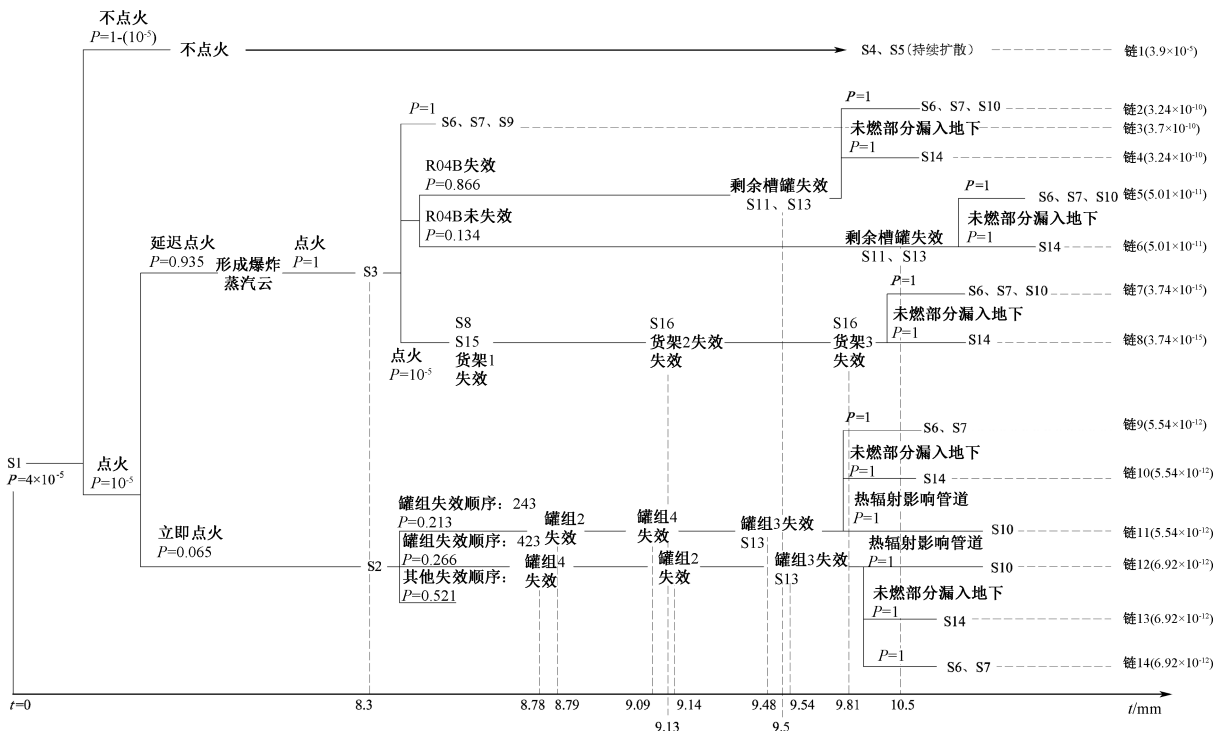 不点火
P=1-(10⁻⁵)
不点火
S4、S5(持续扩散)
链1(3.9×10⁻⁵)
P=1
S6、S7、S9
P=1
S6、S7、S10
链2(3.24×10⁻¹⁰)
链3(3.7×10⁻¹⁰)
未燃部分漏入地下
P=1
S14
链4(3.24×10⁻¹⁰)
R04B失效
P=0.866
剩余槽罐失效
S11、S13
R04B未失效
P=0.134
剩余槽罐失效
S11、S13
P=1
S6、S7、S10
链5(5.01×10⁻¹¹)
未燃部分漏入地下
P=1
S14
链6(5.01×10⁻¹¹)
延迟点火
P=0.935
形成爆炸
蒸汽云
点火
P=1
S3
P=1
S6、S7、S10
链7(3.74×10⁻¹⁵)
未燃部分漏入地下
P=1
S14
链8(3.74×10⁻¹⁵)
点火
P=10⁻⁵
S8
S15
货架1
失效
S16
货架2失效
失效
S16
货架3
失效
P=1
S6、S7
链9(5.54×10⁻¹²)
未燃部分漏入地下
P=1
S14
链10(5.54×10⁻¹²)
热辐射影响管道
P=1
S10
链11(5.54×10⁻¹²)
S1
P=4×10⁻⁵
点火
P=10⁻⁵
立即点火
P=0.065
S2
罐组失效顺序：243
P=0.213
罐组2
失效
罐组4
失效
罐组3失效
S13
罐组失效顺序：423
P=0.266
罐组4
失效
罐组2
失效
罐组3失效
S13
其他失效顺序：
P=0.521
热辐射影响管道
P=1
S10
链12(6.92×10⁻¹²)
未燃部分漏入地下
P=1
S14
链13(6.92×10⁻¹²)
P=1
S6、S7
链14(6.92×10⁻¹²)
t=0
8.3
8.78
8.79
9.09
9.13
9.14
9.48
9.5
9.54
9.81
10.5
t/mm